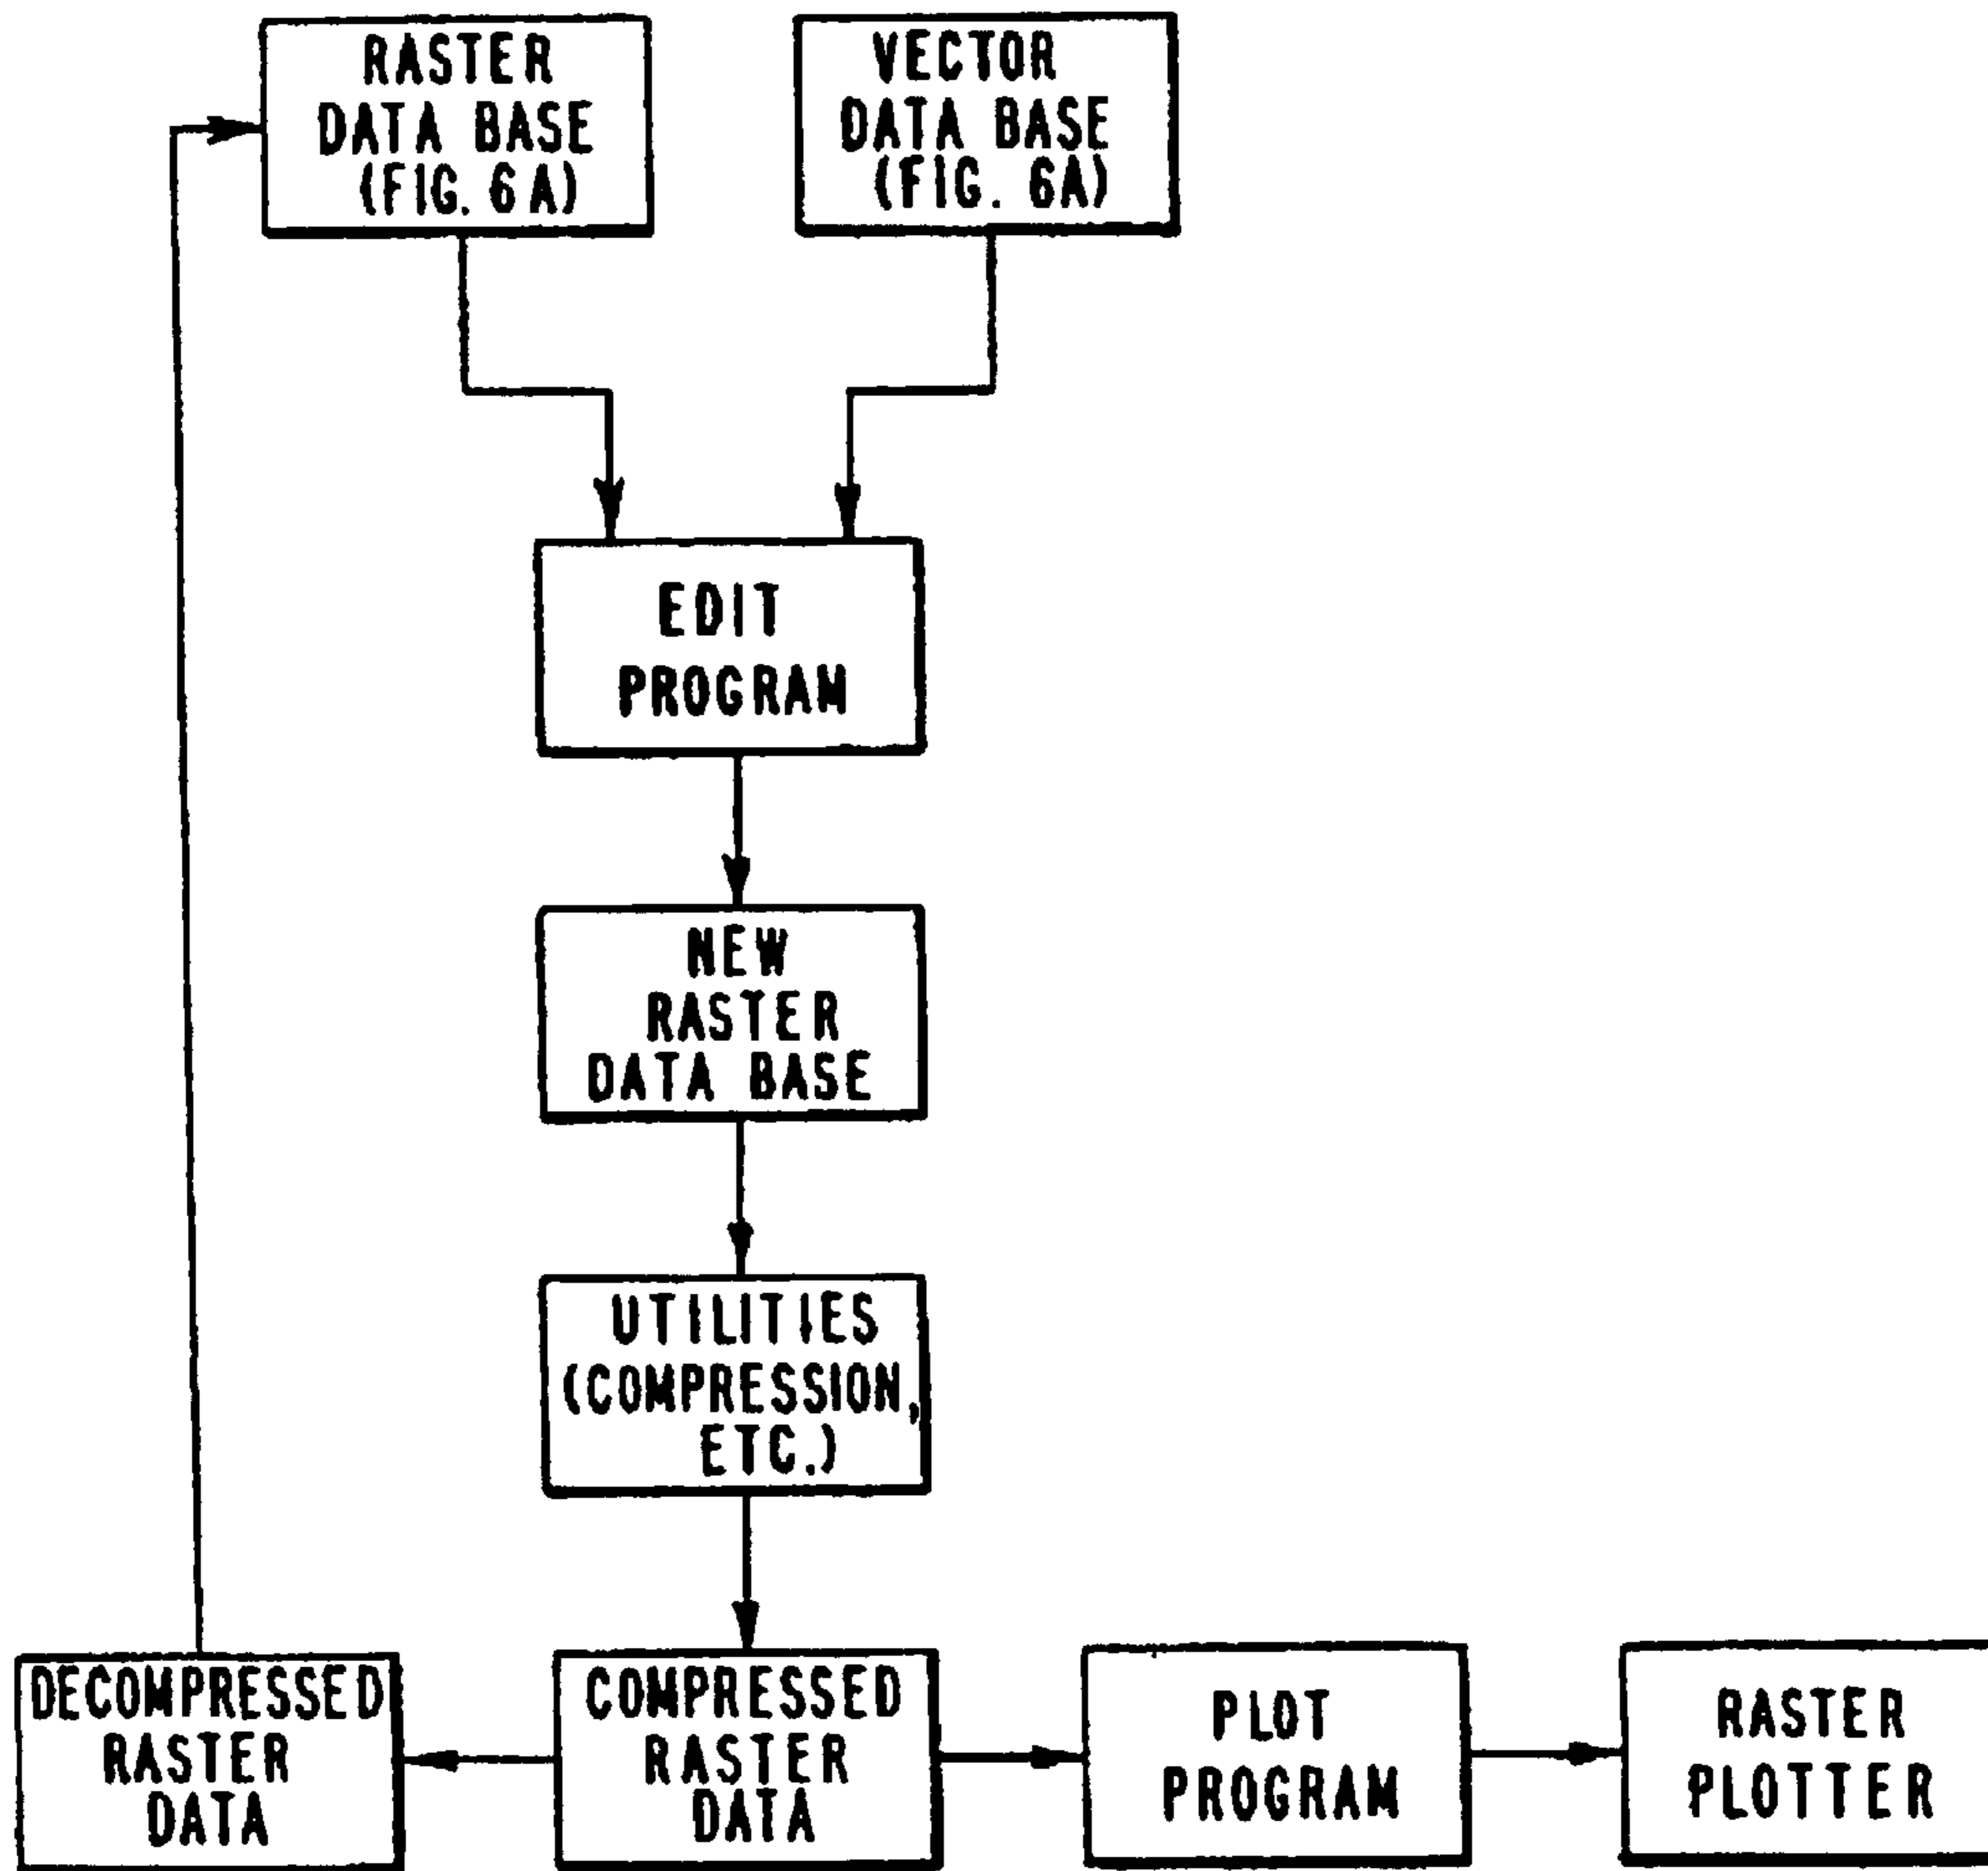 RASTER
DATA BASE
(FIG. 6A)
VECTOR
DATA BASE
(FIG. 6A)
EDIT
PROGRAM
NEW
RASTER
DATA BASE
UTILITIES
(COMPRESSION,
ETC.)
DECOMPRESSED
RASTER
DATA
COMPRESSED
RASTER
DATA
PLOT
PROGRAM
RASTER
PLOTTER